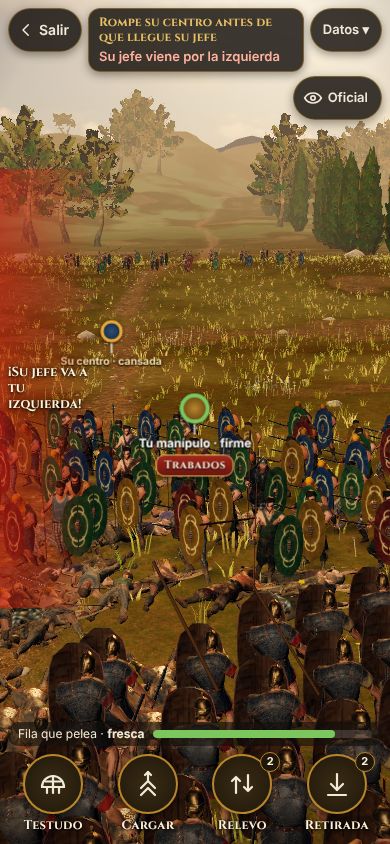 Salir
Rompe su centro antes de
que llegue su jefe
Su jefe viene por la izquierda
Datos ▾
Oficial
Su centro · cansada
¡Su jefe va a
tu
izquierda!
Tu manípulo · firme
Trabados
Fila que pelea · fresca
2
2
Testudo
Cargar
Relevo
Retirada